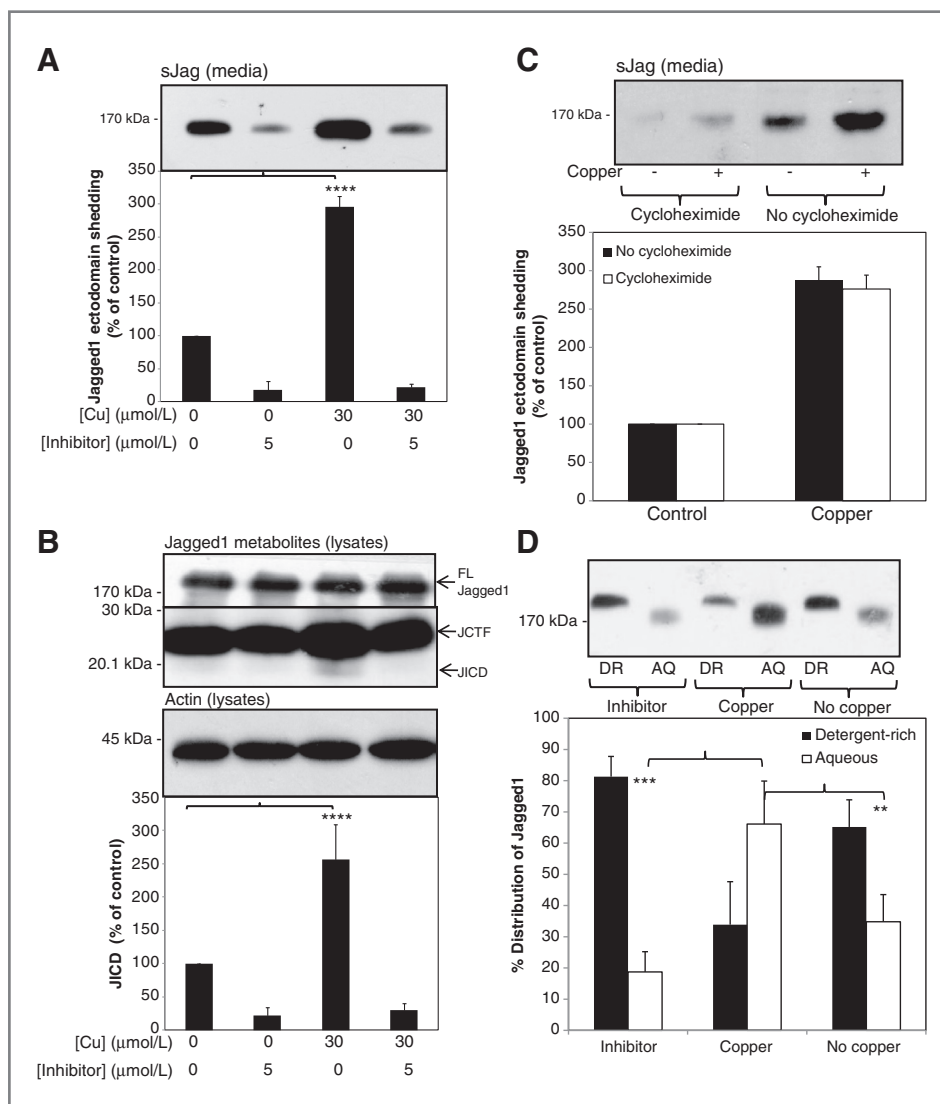 A
sJag (media)
170 kDa -
350
300
250
200
150
100
50
0
Jagged1 ectodomain shedding
(% of control)
****
[Cu] (μmol/L) 0 0 30 30
[Inhibitor] (μmol/L) 0 5 0 5
B
Jagged1 metabolites (lysates)
170 kDa -
30 kDa -
20.1 kDa -
FL
Jagged1
JCTF
JICD
Actin (lysates)
45 kDa -
350
300
250
200
150
100
50
0
JICD (% of control)
****
[Cu] (μmol/L) 0 0 30 30
[Inhibitor] (μmol/L) 0 5 0 5
C
sJag (media)
170 kDa -
Copper - + - +
Cycloheximide No cycloheximide
350
300
250
200
150
100
50
0
Jagged1 ectodomain shedding
(% of control)
No cycloheximide
Cycloheximide
Control Copper
D
170 kDa -
DR AQ DR AQ DR AQ
Inhibitor Copper No copper
100
90
80
70
60
50
40
30
20
10
0
% Distribution of Jagged1
Detergent-rich
Aqueous
***
**
Inhibitor Copper No copper